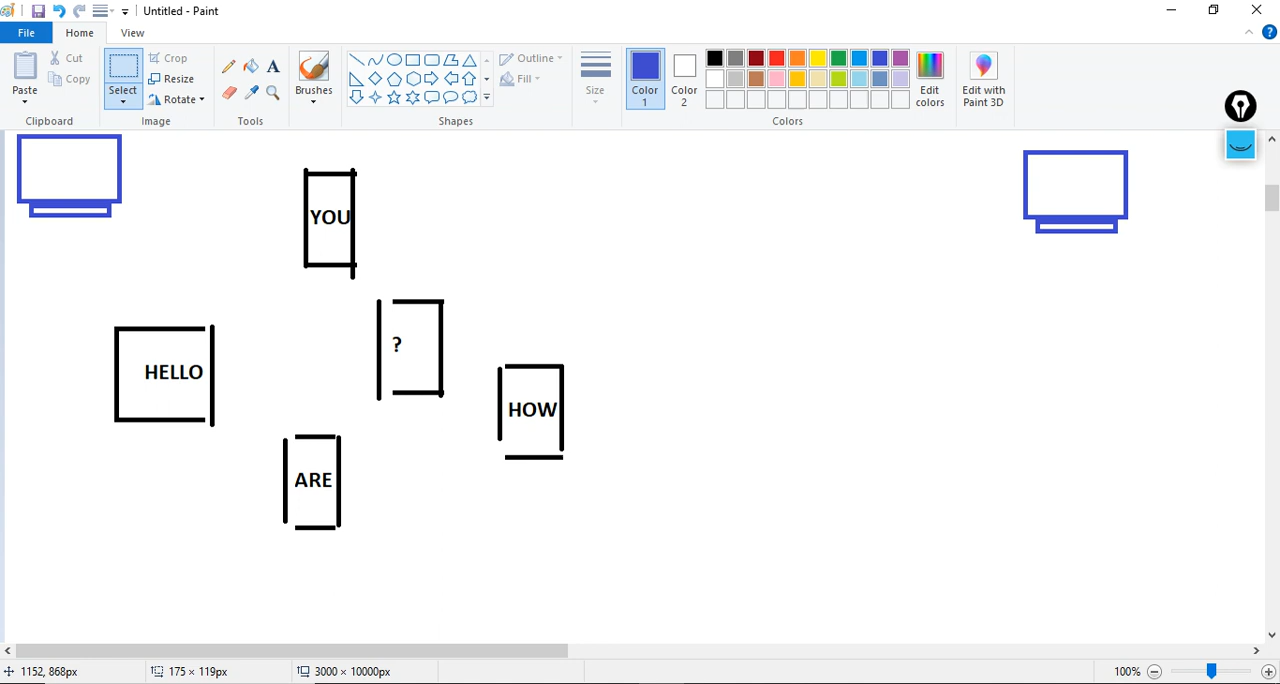 Untitled - Paint
File Home View
Paste
Cut
Copy
Clipboard
Select
Crop
Resize
Rotate
Image
A
Tools
Brushes
Outline
Fill
Shapes
Size
Color 1
Color 2
Edit colors
Edit with Paint 3D
Colors
YOU
?
HELLO
HOW
ARE
1152, 868px
175 × 119px
3000 × 10000px
100%